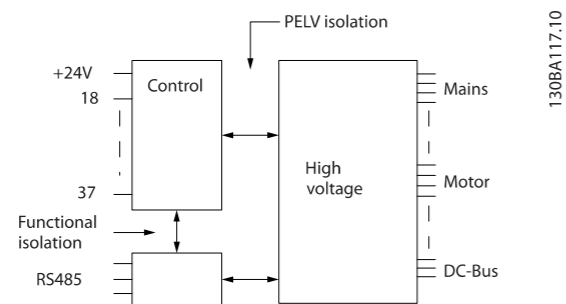 PELV isolation
+24V
18
Control
37
Functional
isolation
RS485
High
voltage
Mains
Motor
DC-Bus
130BA117.10